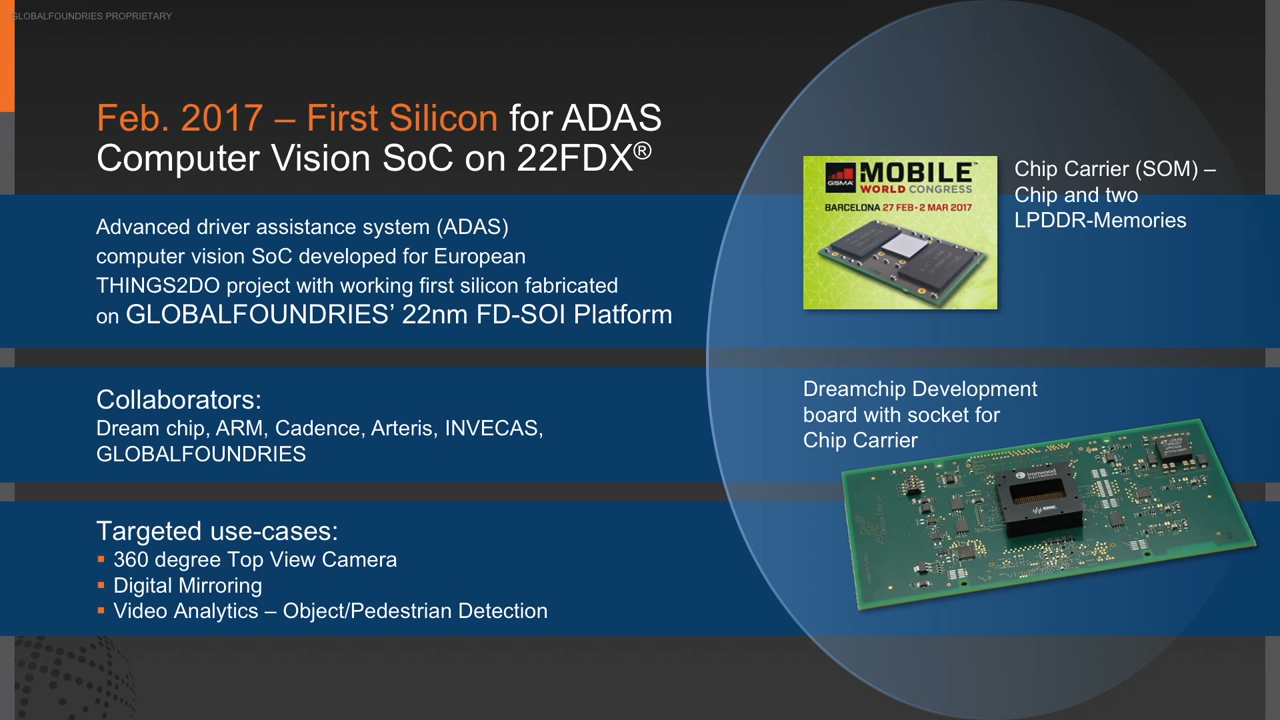 GLOBALFOUNDRIES PROPRIETARY
Feb. 2017 – First Silicon for ADAS
Computer Vision SoC on 22FDX®
Advanced driver assistance system (ADAS)
computer vision SoC developed for European
THINGS2DO project with working first silicon fabricated
on GLOBALFOUNDRIES’ 22nm FD-SOI Platform
Collaborators:
Dream chip, ARM, Cadence, Arteris, INVECAS,
GLOBALFOUNDRIES
Targeted use-cases:
360 degree Top View Camera
Digital Mirroring
Video Analytics – Object/Pedestrian Detection
GSMA
MOBILE
WORLD CONGRESS
BARCELONA 27 FEB - 2 MAR 2017
Chip Carrier (SOM) –
Chip and two
LPDDR-Memories
Dreamchip Development
board with socket for
Chip Carrier
Ironwood
ELECTRONICS